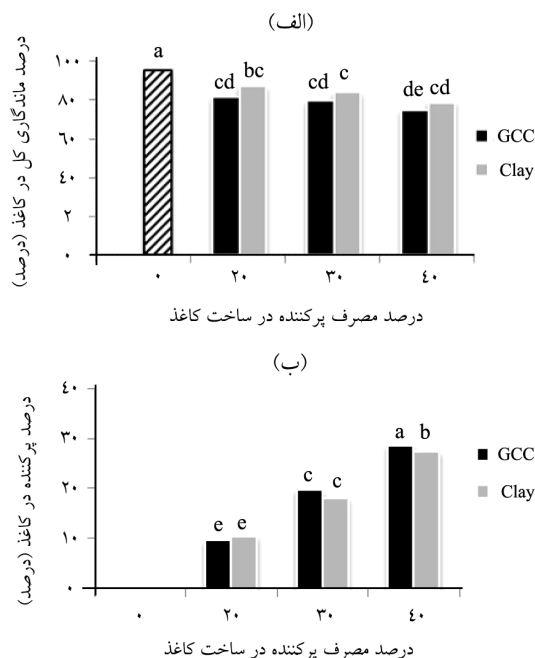 (الف)
درصد ماندگاری کل در کاغذ (درصد)
۱۰۰
۸۰
۶۰
۴۰
۲
۰
a
cd
bc
cd
c
de
cd
GCC
Clay
۰
۲۰
۳۰
۴۰
درصد مصرف پرکننده در ساخت کاغذ
(ب)
درصد پرکننده در کاغذ (درصد)
۴۰
۳۰
۲۰
۱۰
۰
e
e
c
c
a
b
GCC
Clay
۰
۲۰
۳۰
۴۰
درصد مصرف پرکننده در ساخت کاغذ